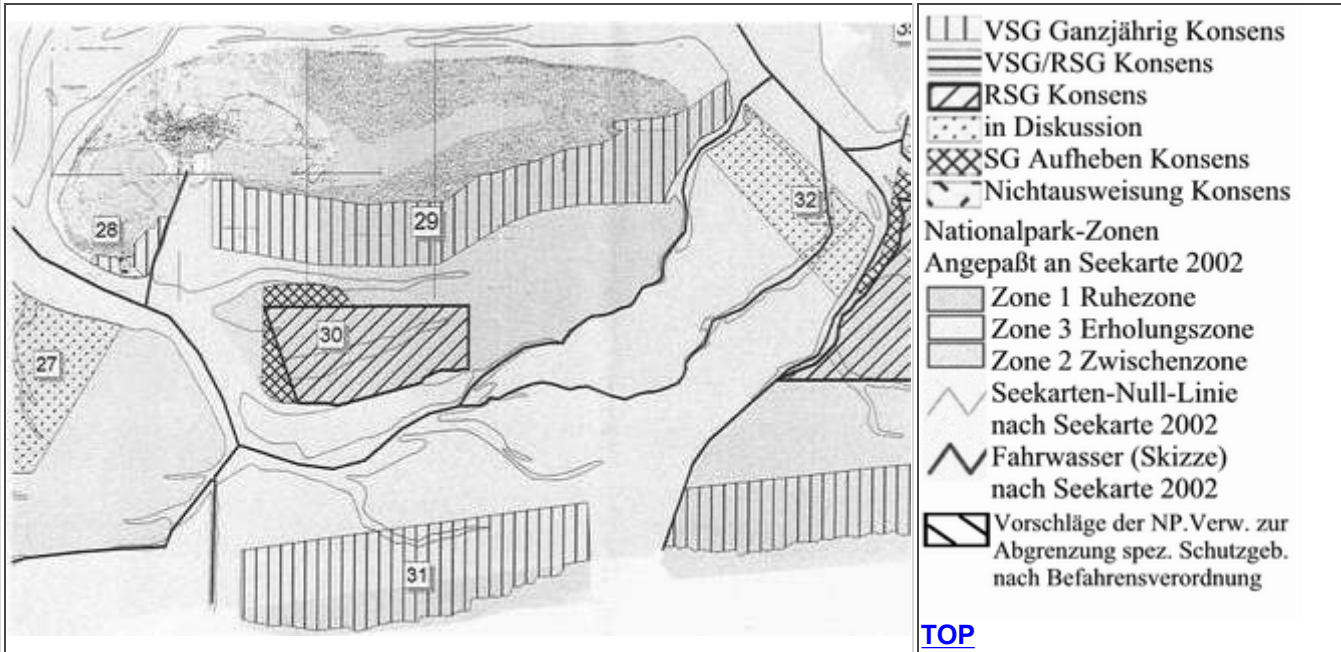 28
29
32
30
27
31
VSG Ganzjährig Konsens
VSG/RSG Konsens
RSG Konsens
in Diskussion
SG Aufheben Konsens
Nichtausweisung Konsens
Nationalpark-Zonen
Angepaßt an Seekarte 2002
Zone 1 Ruhezone
Zone 3 Erholungszone
Zone 2 Zwischenzone
Seekarten-Null-Linie
nach Seekarte 2002
Fahrwasser (Skizze)
nach Seekarte 2002
Vorschläge der NP.Verw. zur
Abgrenzung spez. Schutzgeb.
nach Befahrensverordnung
TOP